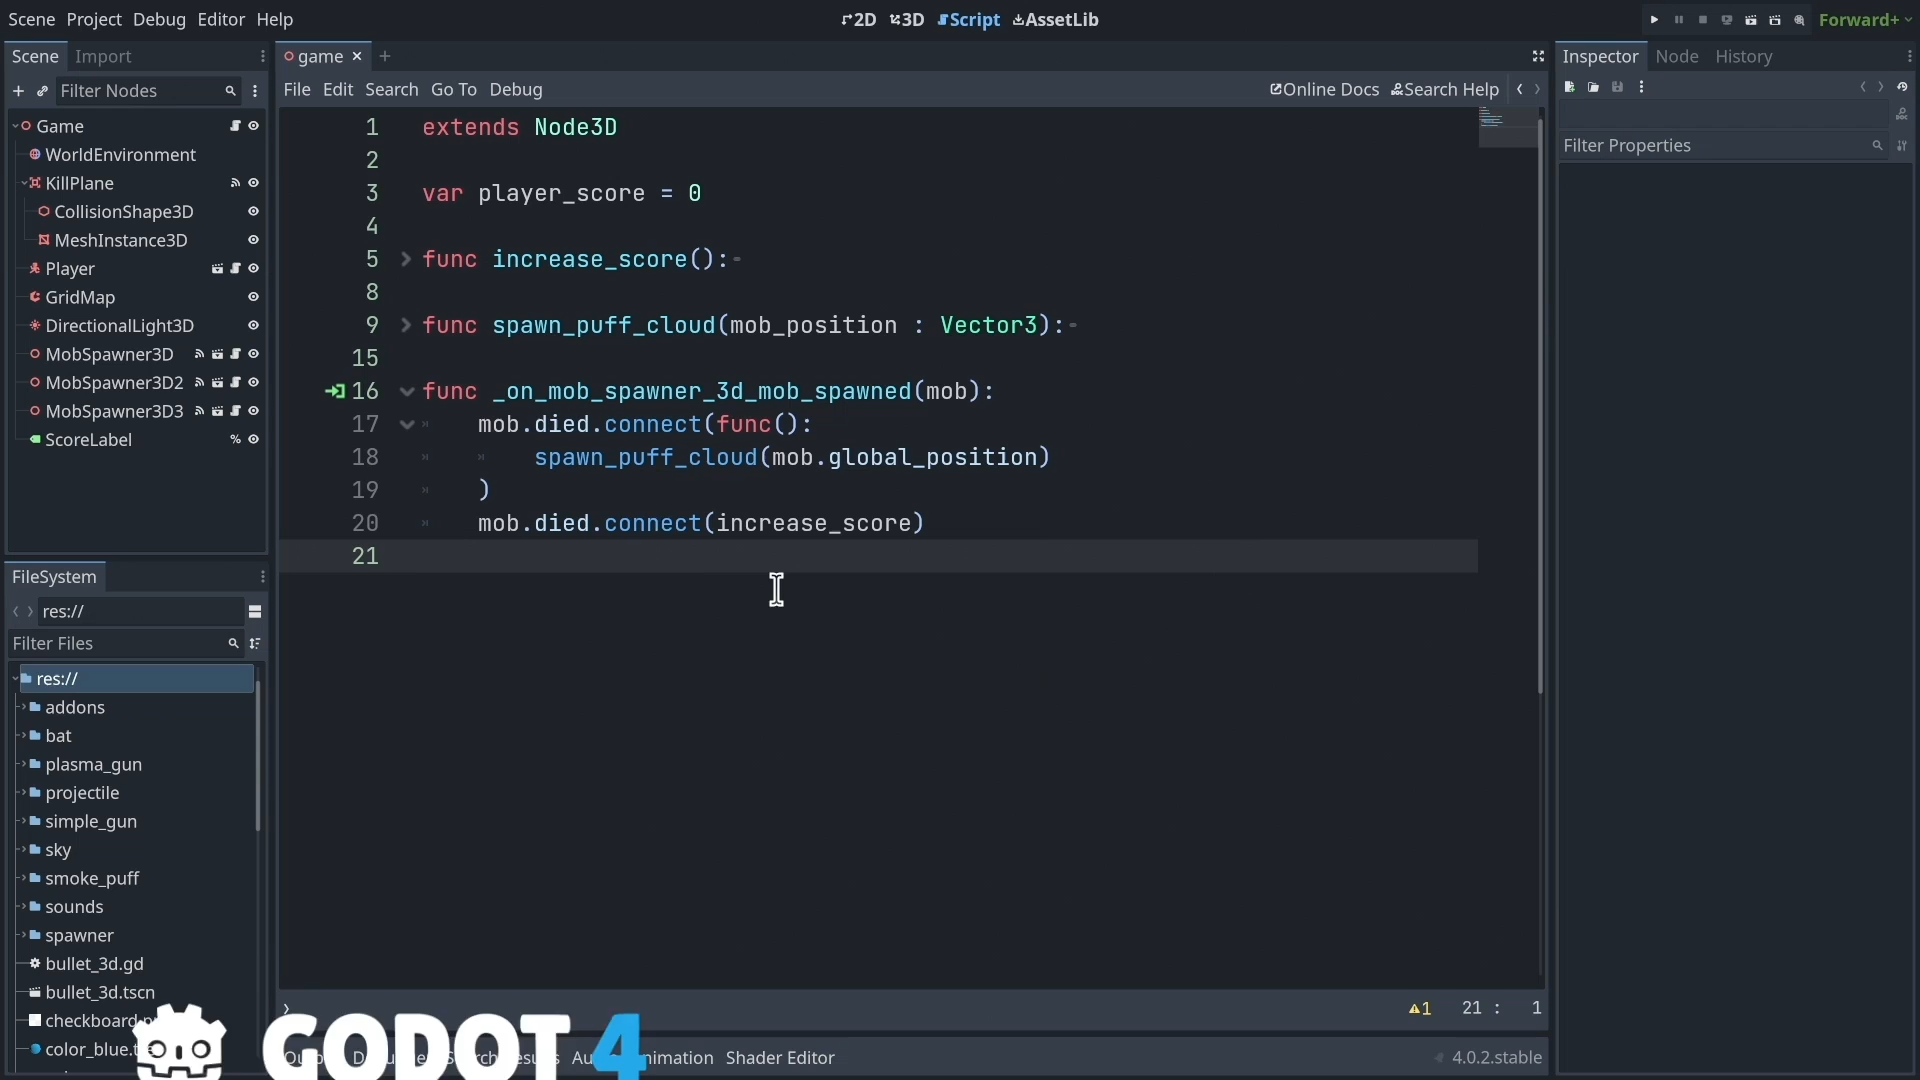 Scene Project Debug Editor Help
2D 3D Script AssetLib
Forward+
Scene Import
Filter Nodes
Game
WorldEnvironment
KillPlane
CollisionShape3D
MeshInstance3D
Player
GridMap
DirectionalLight3D
MobSpawner3D
MobSpawner3D2
MobSpawner3D3
ScoreLabel %
FileSystem
res://
Filter Files
res://
addons
bat
plasma_gun
projectile
simple_gun
sky
smoke_puff
sounds
spawner
bullet_3d.gd
bullet_3d.tscn
game
File Edit Search Go To Debug
Online Docs Search Help
1 extends Node3D
2
3 var player_score = 0
4
5 func increase_score():
8
9 func spawn_puff_cloud(mob_position : Vector3):
15
16 func _on_mob_spawner_3d_mob_spawned(mob):
17 mob.died.connect(func():
18 spawn_puff_cloud(mob.global_position)
19 )
20 mob.died.connect(increase_score)
21
1 21 : 1
Shader Editor
4.0.2.stable
Inspector Node History
Filter Properties
GODOT 4